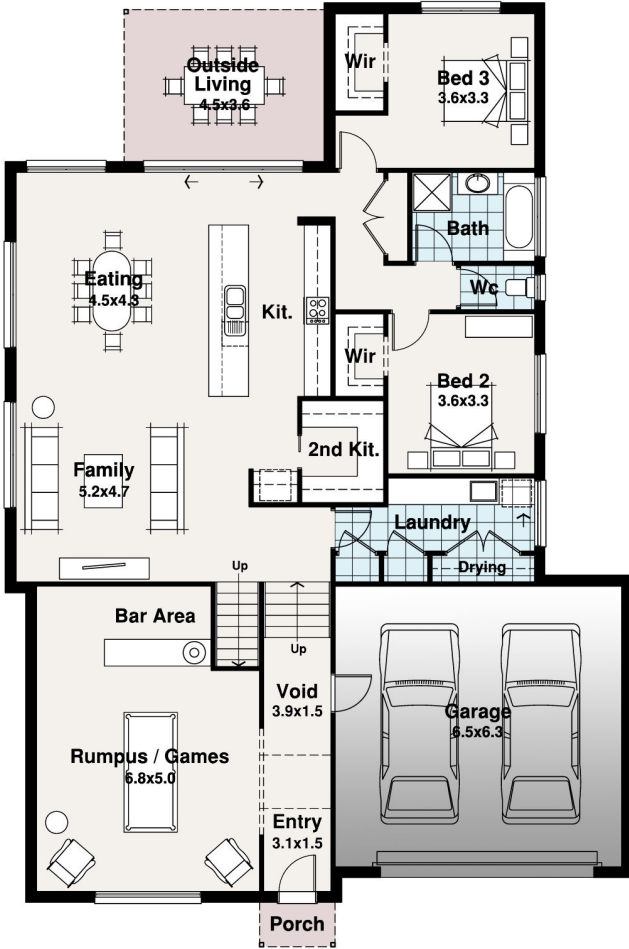 Outside
Living
4.5x3.6
Wir
Bed 3
3.6x3.3
Bath
Eating
4.5x4.3
Kit.
Wc
Wir
Bed 2
3.6x3.3
2nd Kit.
Family
5.2x4.7
Laundry
Drying
Up
Bar Area
Up
Void
3.9x1.5
Garage
6.5x6.3
Rumpus / Games
6.8x5.0
Entry
3.1x1.5
Porch